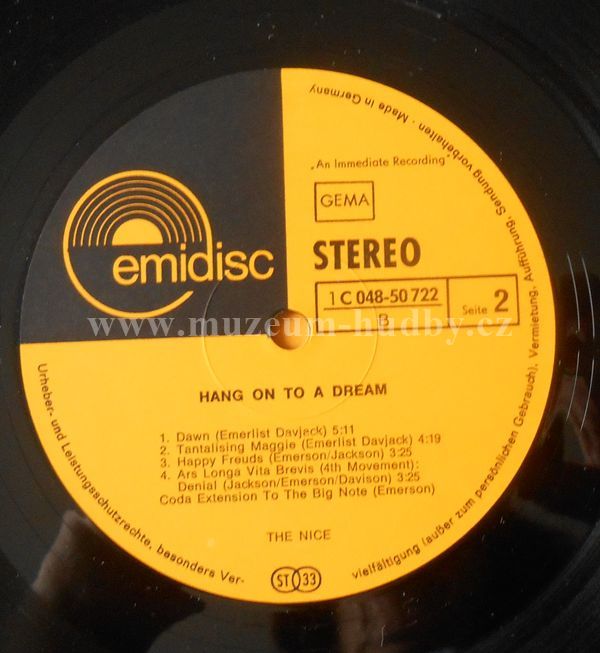 emidisc
„An Immediate Recording"
GEMA
STEREO
1 C 048-50 722
B
Seite 2
www.muzeum-hudby.cz
HANG ON TO A DREAM
1. Dawn (Emerlist Davjack) 5:11
2. Tantalising Maggie (Emerlist Davjack) 4:19
3. Happy Freuds (Emerson/Jackson) 3:25
4. Ars Longa Vita Brevis (4th Movement):
Denial (Jackson/Emerson/Davison) 3:25
Coda Extension To The Big Note (Emerson)
THE NICE
ST 33
Urheber- und Leistungsschutzrechte, besonders Ver-
vielfältigung (außer zum persönlichen Gebrauch), Vermietung, Aufführung, Sendung vorbehalten · Made in Germany